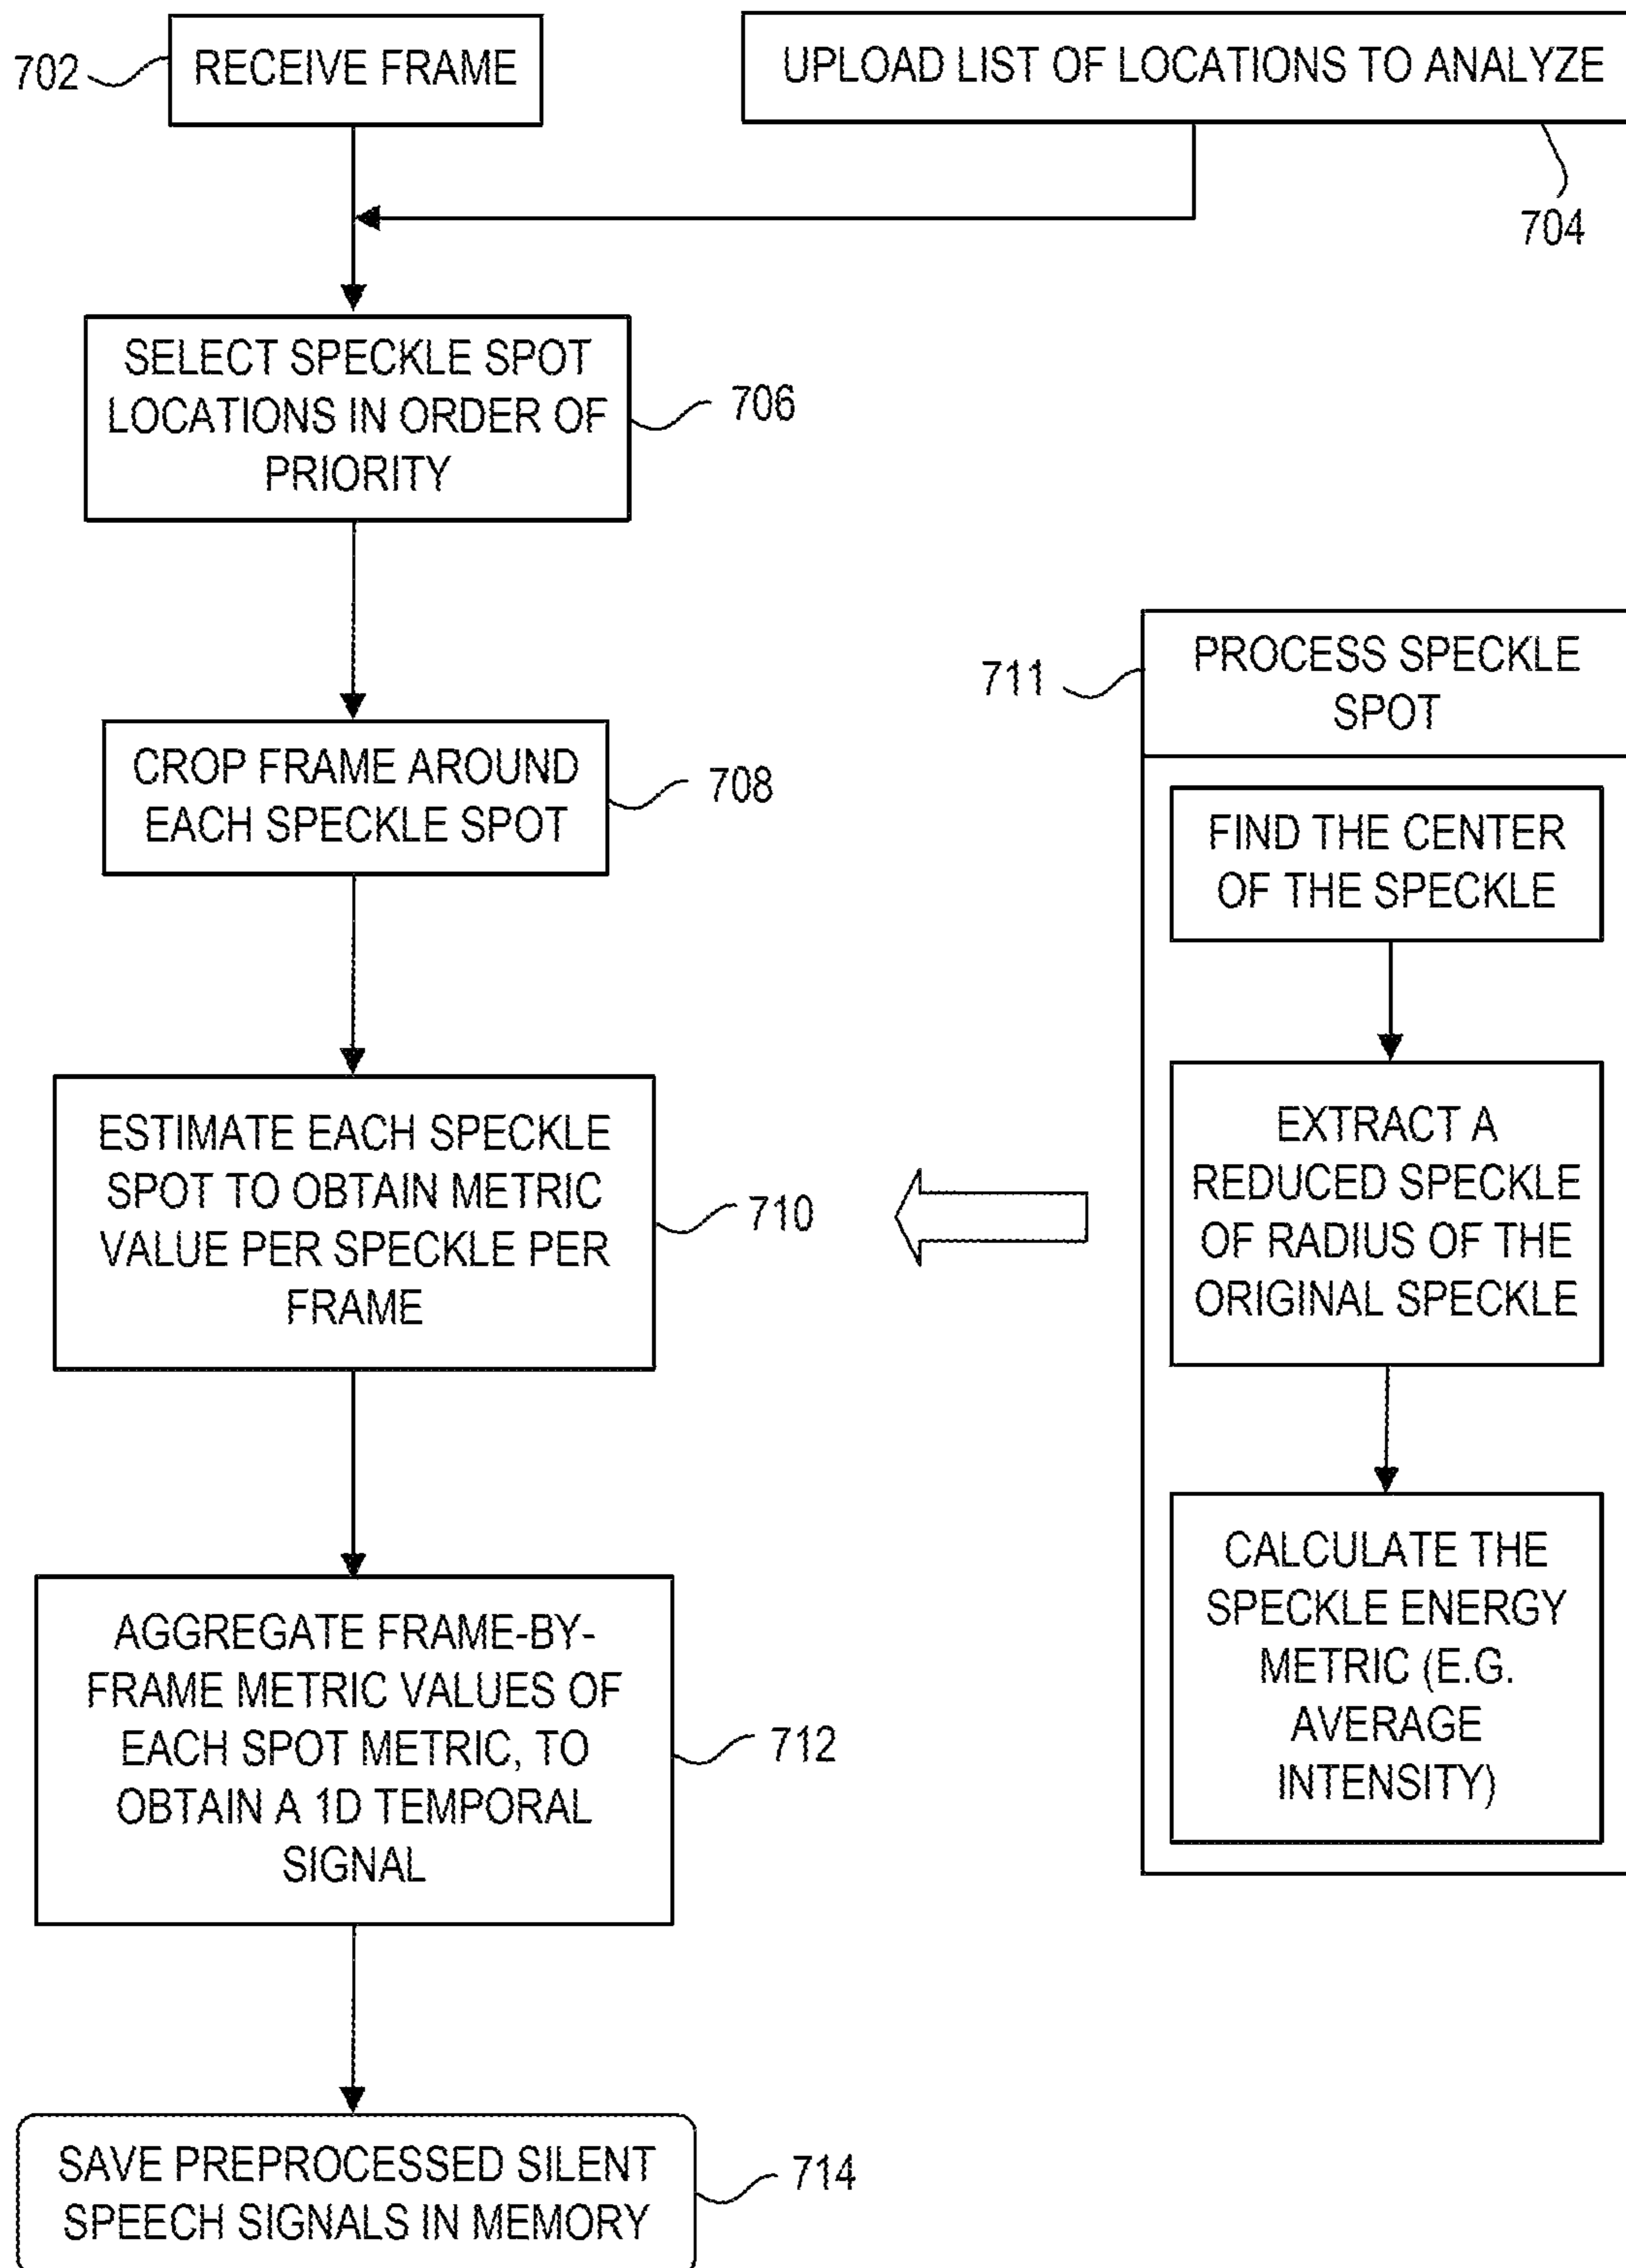 702
RECEIVE FRAME
UPLOAD LIST OF LOCATIONS TO ANALYZE
704
SELECT SPECKLE SPOT
LOCATIONS IN ORDER OF
PRIORITY
706
CROP FRAME AROUND
EACH SPECKLE SPOT
708
ESTIMATE EACH SPECKLE
SPOT TO OBTAIN METRIC
VALUE PER SPECKLE PER
FRAME
710
711
PROCESS SPECKLE
SPOT
FIND THE CENTER
OF THE SPECKLE
EXTRACT A
REDUCED SPECKLE
OF RADIUS OF THE
ORIGINAL SPECKLE
CALCULATE THE
SPECKLE ENERGY
METRIC (E.G.
AVERAGE
INTENSITY)
AGGREGATE FRAME-BY-
FRAME METRIC VALUES OF
EACH SPOT METRIC, TO
OBTAIN A 1D TEMPORAL
SIGNAL
712
SAVE PREPROCESSED SILENT
SPEECH SIGNALS IN MEMORY
714